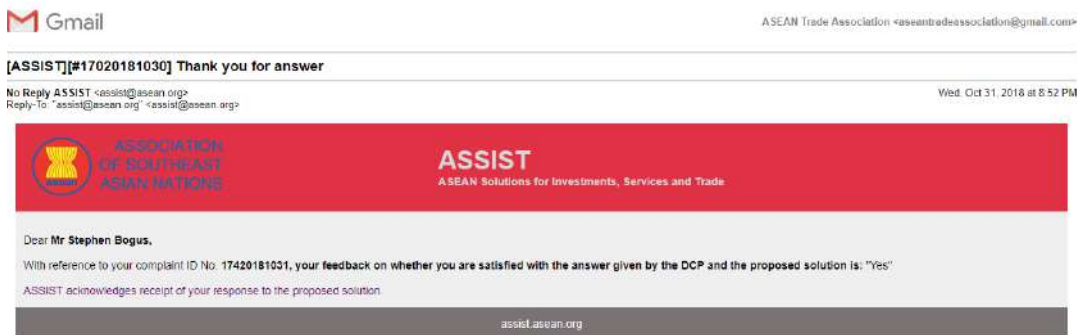 Gmail
ASEAN Trade Association <aseantradeassociation@gmail.com>
[ASSIST][#17020181030] Thank you for answer
No Reply ASSIST <assist@asean.org>
Wed, Oct 31, 2018 at 8:52 PM
Reply-To: "assist@asean.org" <assist@asean.org>
ASSOCIATION
OF SOUTHEAST
ASIAN NATIONS
ASSIST
ASEAN Solutions for Investments, Services and Trade
Dear Mr Stephen Bogus,
With reference to your complaint ID No. 17420181031, your feedback on whether you are satisfied with the answer given by the DCP and the proposed solution is: "Yes"
ASSIST acknowledges receipt of your response to the proposed solution
assist.asean.org